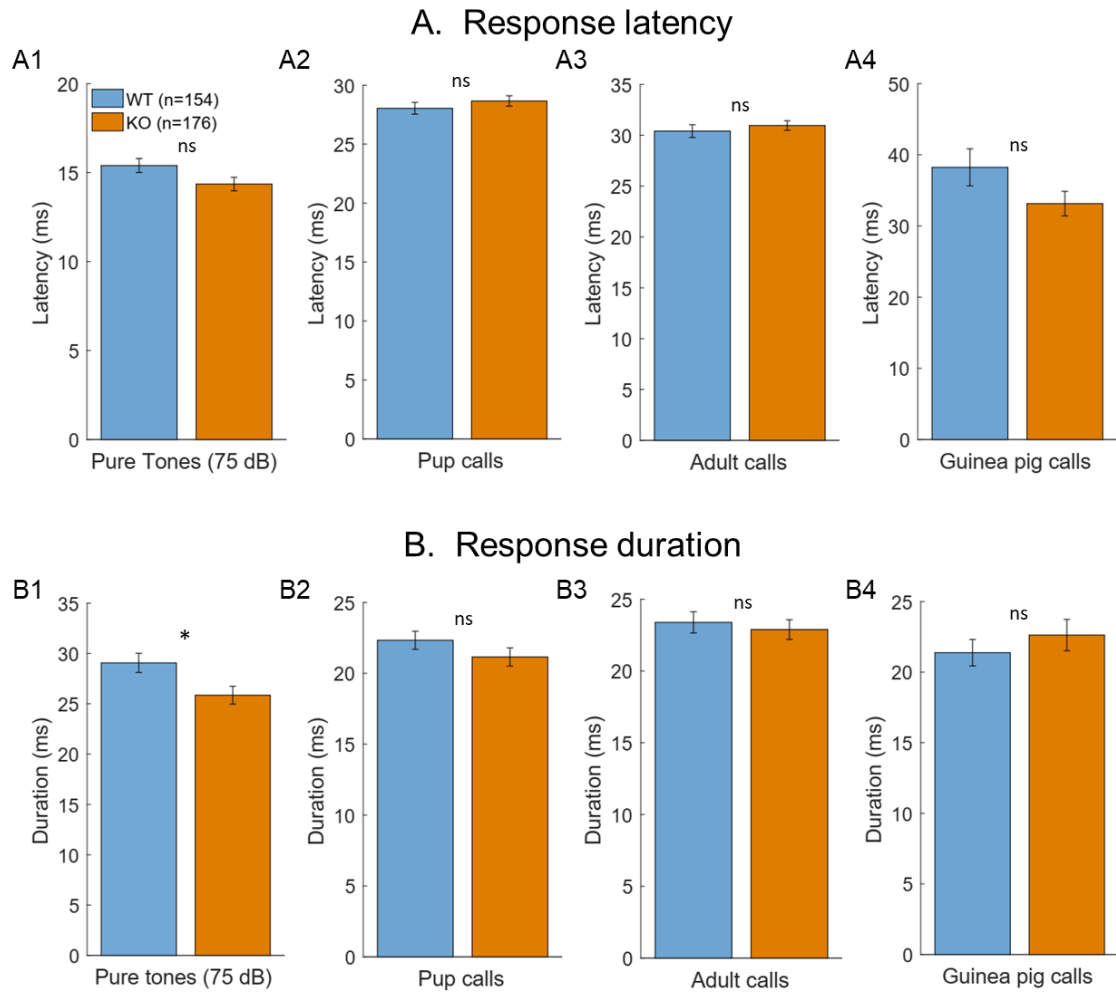 A. Response latency
A1
A2
A3
A4
20
15
10
5
0
Latency (ms)
WT (n=154)
KO (n=176)
ns
Pure Tones (75 dB)
30
25
20
15
10
5
0
Latency (ms)
ns
Pup calls
35
30
25
20
15
10
5
0
Latency (ms)
ns
Adult calls
50
40
30
20
10
0
Latency (ms)
ns
Guinea pig calls
B. Response duration
B1
B2
B3
B4
35
30
25
20
15
10
5
0
Duration (ms)
*
Pure tones (75 dB)
25
20
15
10
5
0
Duration (ms)
ns
Pup calls
25
20
15
10
5
0
Duration (ms)
ns
Adult calls
25
20
15
10
5
0
Duration (ms)
ns
Guinea pig calls